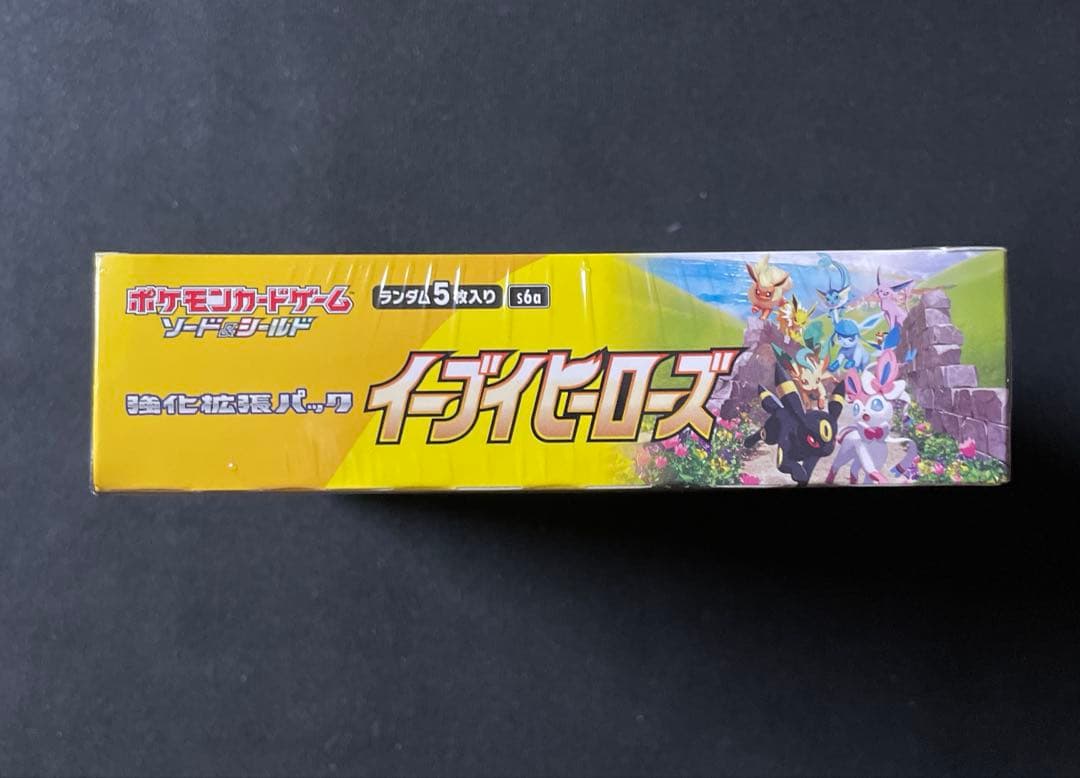 ポケモンカードゲーム
ソード&シールド
ランダム5枚入り s6a
強化拡張パック
イーブイヒーローズ